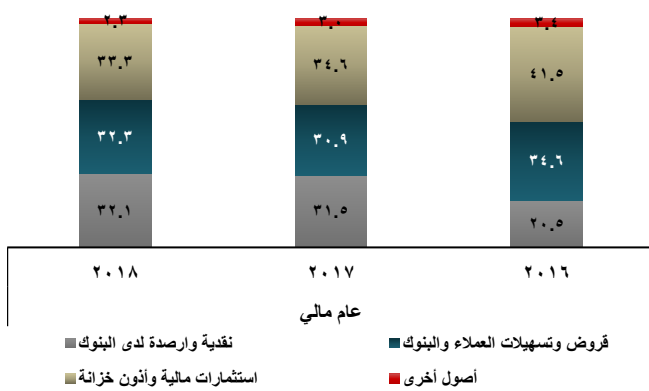 ٢.٣ ٣.٠ ٣.٤
٣٣.٣ ٣٤.٦ ٤١.٥
٣٢.٣ ٣٠.٩ ٣٤.٦
٣٢.١ ٣١.٥ ٢٠.٥
٢٠١٨ ٢٠١٧ ٢٠١٦
عام مالي
قروض وتسهيلات العملاء والبنوك نقدية وارصدة لدى البنوك
أصول أخرى استثمارات مالية وأذون خزانة